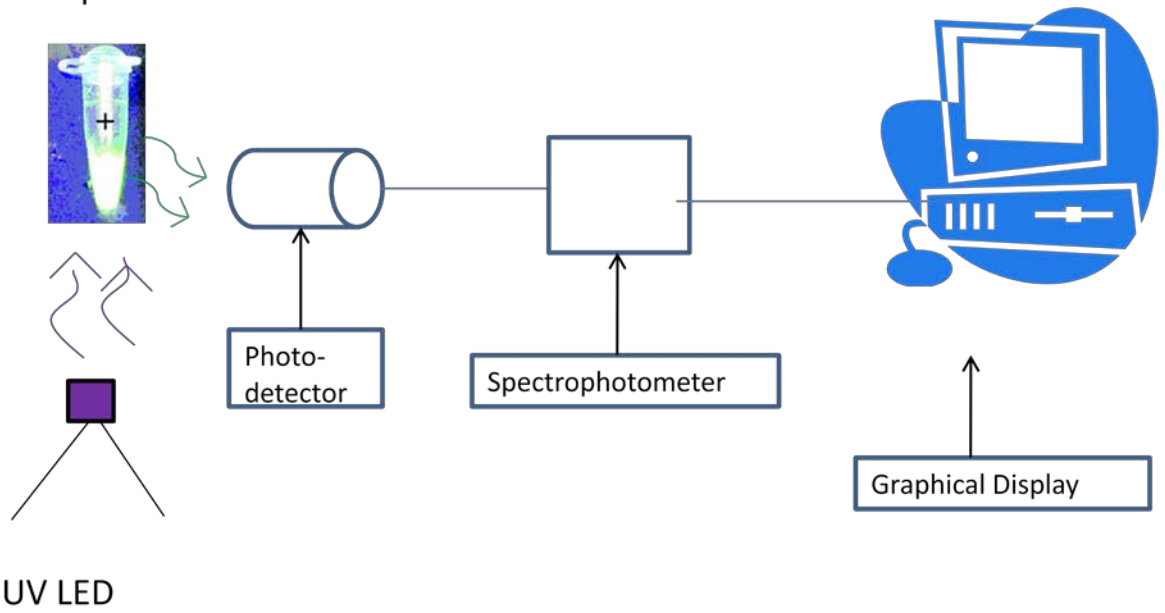 +
Photo-
detector
Spectrophotometer
Graphical Display
UV LED